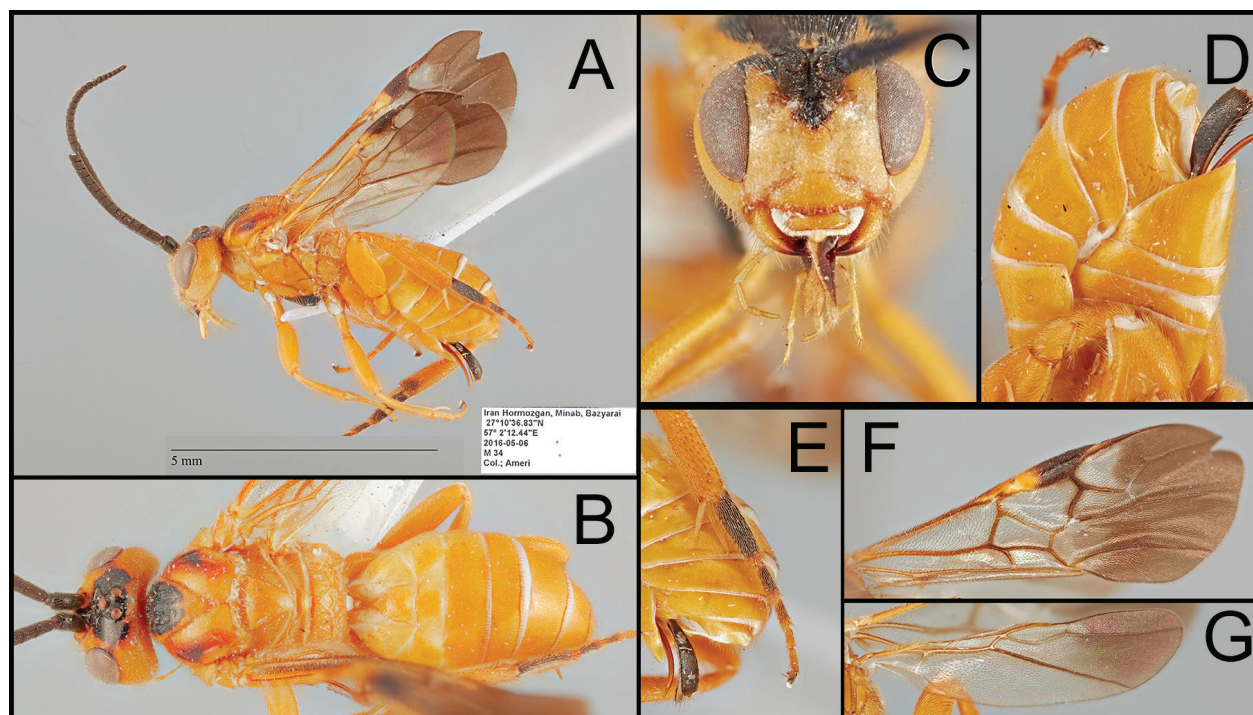 A
5 mm
Iran Hormozgan, Minab, Bazyarai
27°10'36.83"N
57° 2'12.44"E
2016-05-06
M 34
Col.; Ameri
B
C
D
E
F
G